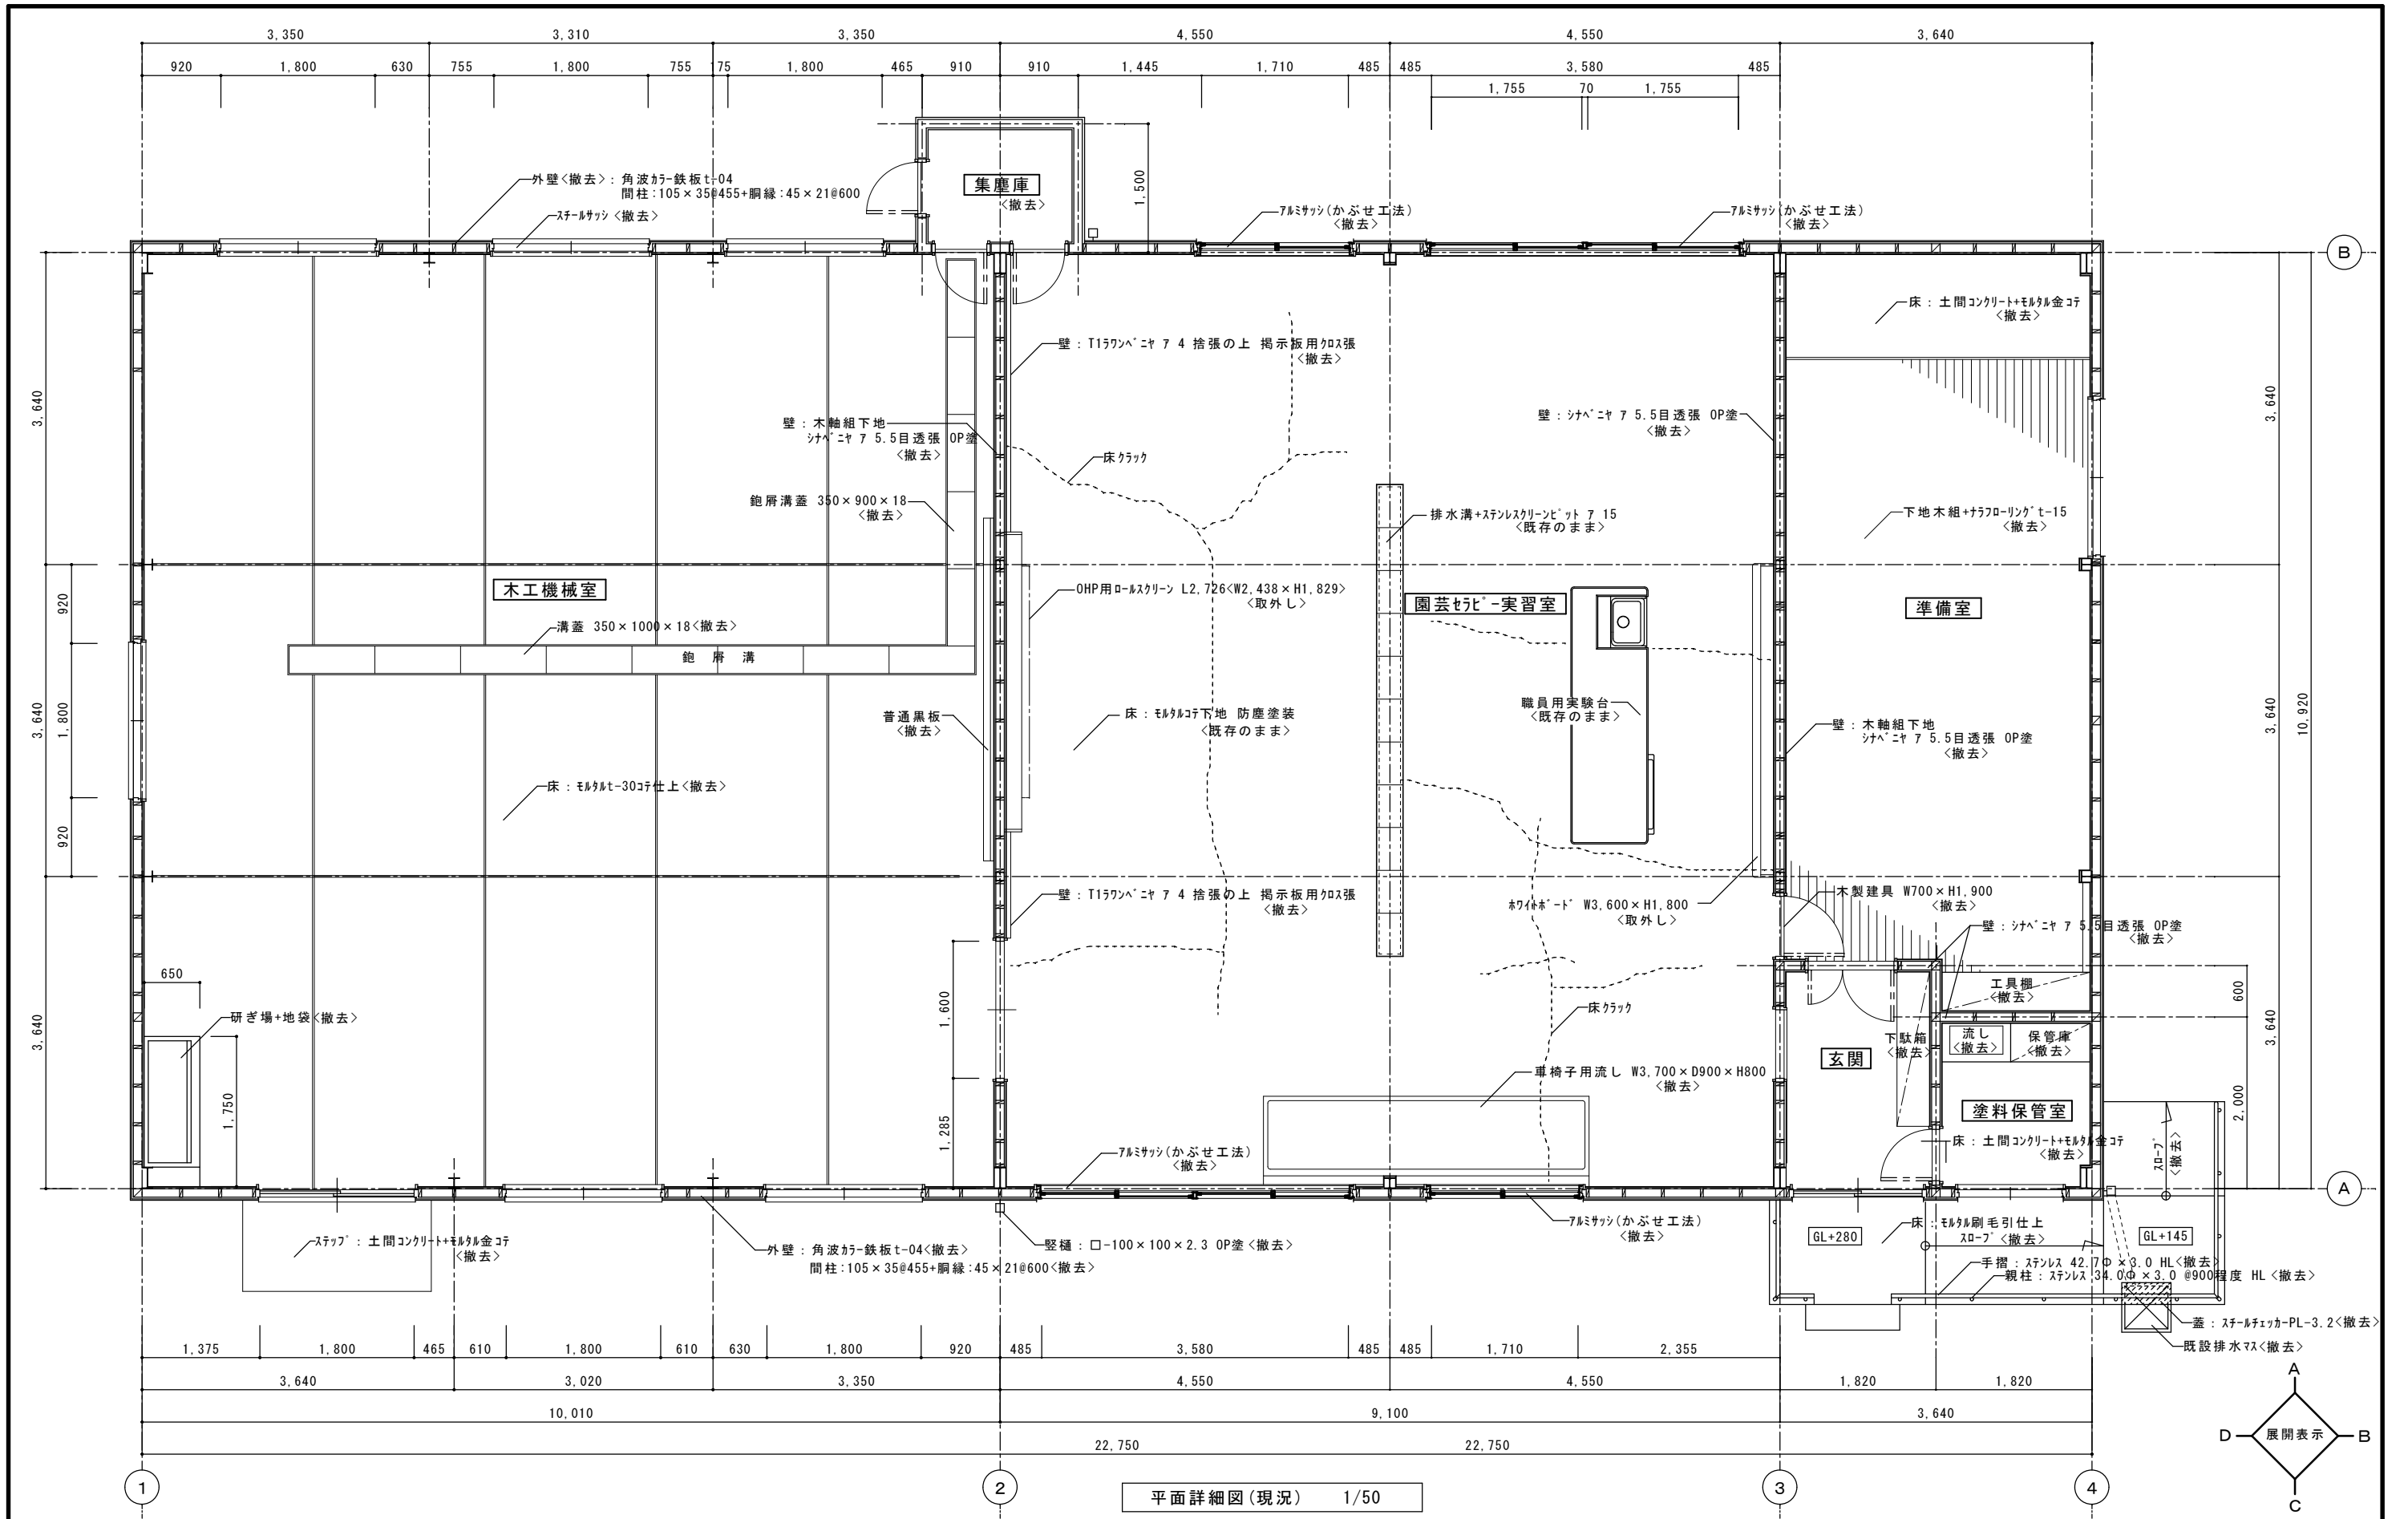 3,350 3,310 3,350 4,550 4,550 3,640
920 1,800 630 755 1,800 755 175 1,800 465 910 910 1,445 1,710 485 485 3,580 485
1,755 70 1,755
外壁<撤去>：角波ｶﾗｰ鉄板t-04
間柱:105×35@455+胴縁:45×21@600
ｽﾁｰﾙｻｯｼ <撤去>
集塵庫
<撤去>
1,500
ｱﾙﾐｻｯｼ(かぶせ工法)
<撤去>
ｱﾙﾐｻｯｼ(かぶせ工法)
<撤去>
B
床：土間ｺﾝｸﾘｰﾄ+ﾓﾙﾀﾙ金ｺﾃ
<撤去>
壁：T1ﾗﾜﾝﾍﾞﾆﾔ ｱ 4 捨張の上 掲示板用ｸﾛｽ張
<撤去>
3,640
3,640
壁：木軸組下地
ｼﾅﾍﾞﾆﾔ ｱ 5.5目透張 OP塗
<撤去>
壁：ｼﾅﾍﾞﾆﾔ ｱ 5.5目透張 OP塗
<撤去>
床ｸﾗｯｸ
鉋屑溝蓋 350×900×18
<撤去>
排水溝+ｽﾃﾝﾚｽｸﾘｰﾝﾋﾟｯﾄ ｱ 15
<既存のまま>
下地木組+ﾅﾗﾌﾛｰﾘﾝｸﾞt-15
<撤去>
木工機械室
OHP用ﾛｰﾙｽｸﾘｰﾝ L2,726<W2,438×H1,829>
<取外し>
園芸ｾﾗﾋﾟｰ実習室
準備室
920
溝蓋 350×1000×18<撤去>
鉋 屑 溝
3,640
1,800
普通黒板
<撤去>
床：ﾓﾙﾀﾙｺﾃ下地 防塵塗装
<既存のまま>
職員用実験台
<既存のまま>
壁：木軸組下地
ｼﾅﾍﾞﾆﾔ ｱ 5.5目透張 OP塗
<撤去>
3,640
10,920
床：ﾓﾙﾀﾙt-30ｺﾃ仕上<撤去>
920
壁：T1ﾗﾜﾝﾍﾞﾆﾔ ｱ 4 捨張の上 掲示板用ｸﾛｽ張
<撤去>
ﾎﾜｲﾄﾎﾞｰﾄﾞ W3,600×H1,800
<取外し>
木製建具 W700×H1,900
<撤去>
壁：ｼﾅﾍﾞﾆﾔ ｱ 5.5目透張 OP塗
<撤去>
650
工具棚
<撤去>
600
3,640
研ぎ場+地袋<撤去>
1,600
床ｸﾗｯｸ
玄関
下駄箱
<撤去>
流し
<撤去>
保管庫
<撤去>
3,640
1,750
1,285
車椅子用流し W3,700×D900×H800
<撤去>
塗料保管室
2,000
床：土間ｺﾝｸﾘｰﾄ+ﾓﾙﾀﾙ金ｺﾃ
<撤去>
ｽﾛｰﾌﾟ
<撤去>
ｱﾙﾐｻｯｼ(かぶせ工法)
<撤去>
A
ｽﾃｯﾌﾟ：土間ｺﾝｸﾘｰﾄ+ﾓﾙﾀﾙ金ｺﾃ
<撤去>
外壁：角波ｶﾗｰ鉄板t-04<撤去>
間柱:105×35@455+胴縁:45×21@600<撤去>
竪樋：口-100×100×2.3 OP塗 <撤去>
ｱﾙﾐｻｯｼ(かぶせ工法)
<撤去>
GL+280
床：ﾓﾙﾀﾙ刷毛引仕上
ｽﾛｰﾌﾟ <撤去>
GL+145
手摺：ｽﾃﾝﾚｽ 42.7Φ×3.0 HL<撤去>
親柱：ｽﾃﾝﾚｽ 34.0Φ×3.0 @900程度 HL <撤去>
蓋：ｽﾁｰﾙﾁｪｯｶｰPL-3.2<撤去>
既設排水ﾏｽ<撤去>
1,375 1,800 465 610 1,800 610 630 1,800 920 485 3,580 485 485 1,710 2,355
3,640 3,020 3,350 4,550 4,550 1,820 1,820
10,010 9,100 3,640
22,750 22,750
A
D 展開表示 B
C
1 2 3 4
平面詳細図(現況) 1/50